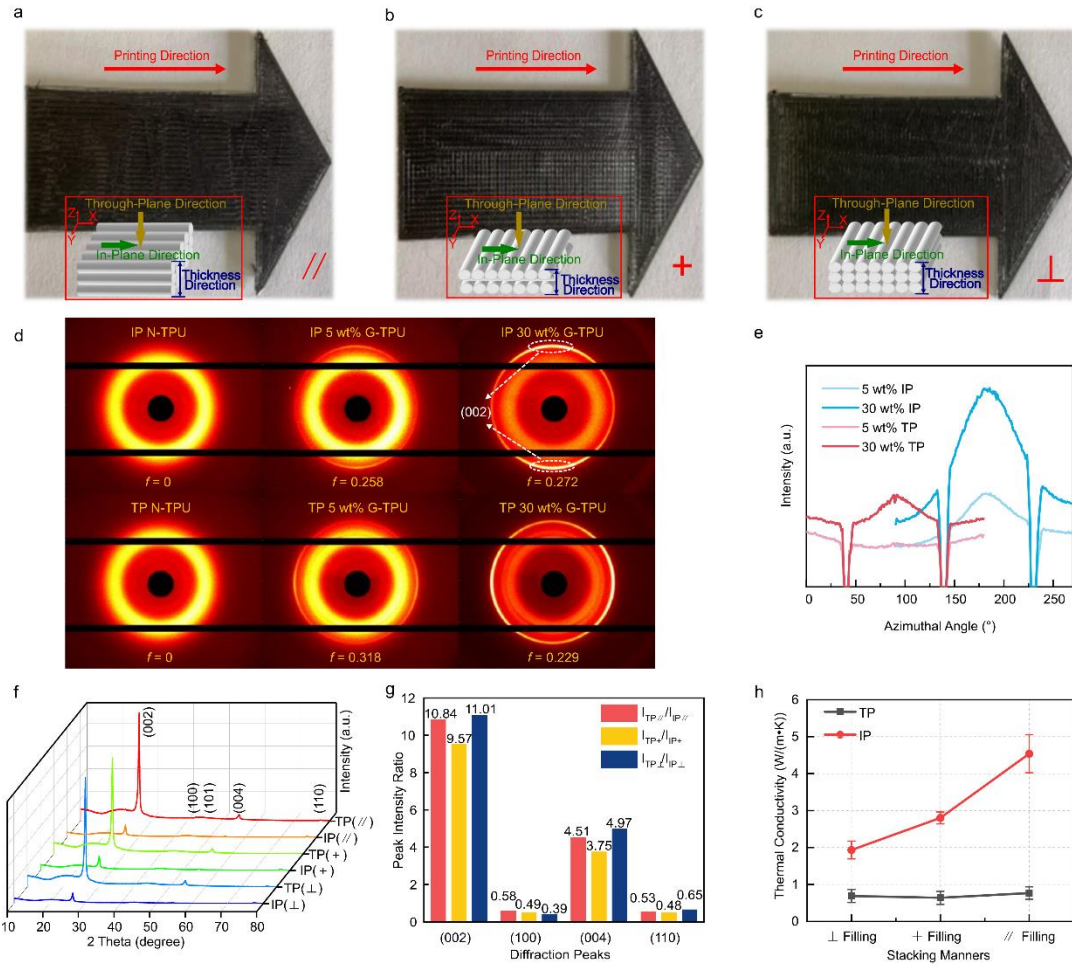 a
Printing Direction
Through-Plane Direction
Z
X
Y
In-Plane Direction
Thickness
Direction
//
b
Printing Direction
Through-Plane Direction
Z
X
Y
In-Plane Direction
Thickness
Direction
+
c
Printing Direction
Through-Plane Direction
Z
X
Y
In-Plane Direction
Thickness
Direction
⊥
d
IP N-TPU
IP 5 wt% G-TPU
IP 30 wt% G-TPU
(002)
f = 0
f = 0.258
f = 0.272
TP N-TPU
TP 5 wt% G-TPU
TP 30 wt% G-TPU
f = 0
f = 0.318
f = 0.229
e
Intensity (a.u.)
5 wt% IP
30 wt% IP
5 wt% TP
30 wt% TP
0 50 100 150 200 250
Azimuthal Angle (°)
f
(002)
(100)
(101)
(004)
(110)
Intensity (a.u.)
TP(//)
IP(//)
TP(+)
IP(+)
TP(⊥)
IP(⊥)
10 20 30 40 50 60 70 80
2 Theta (degree)
g
Peak Intensity Ratio
12
10
8
6
4
2
0
10.84
9.57
11.01
0.58
0.49
0.39
4.51
3.75
4.97
0.53
0.48
0.65
I_TP///I_IP//
I_TP+/I_IP+
I_TP⊥/I_IP⊥
(002) (100) (004) (110)
Diffraction Peaks
h
Thermal Conductivity (W/(m•K))
6
5
4
3
2
1
0
TP
IP
⊥ Filling + Filling // Filling
Stacking Manners